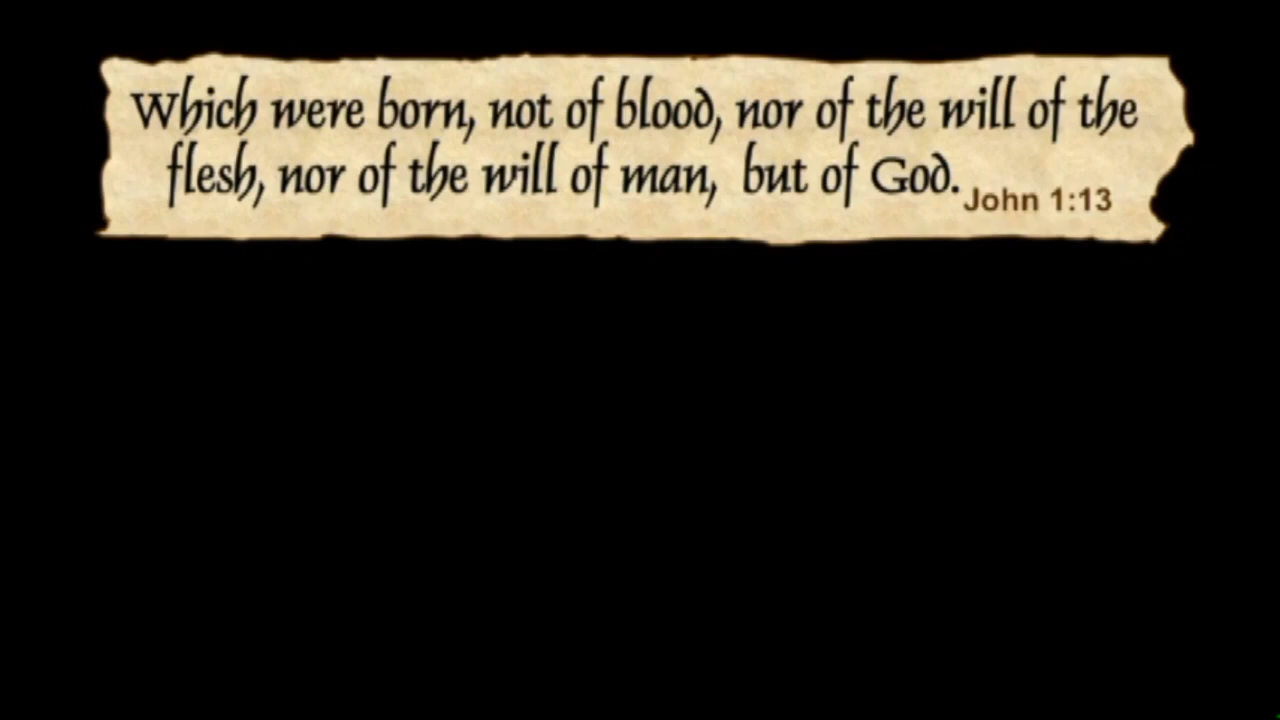 Which were born, not of blood, nor of the will of the
flesh, nor of the will of man, but of God.
John 1:13